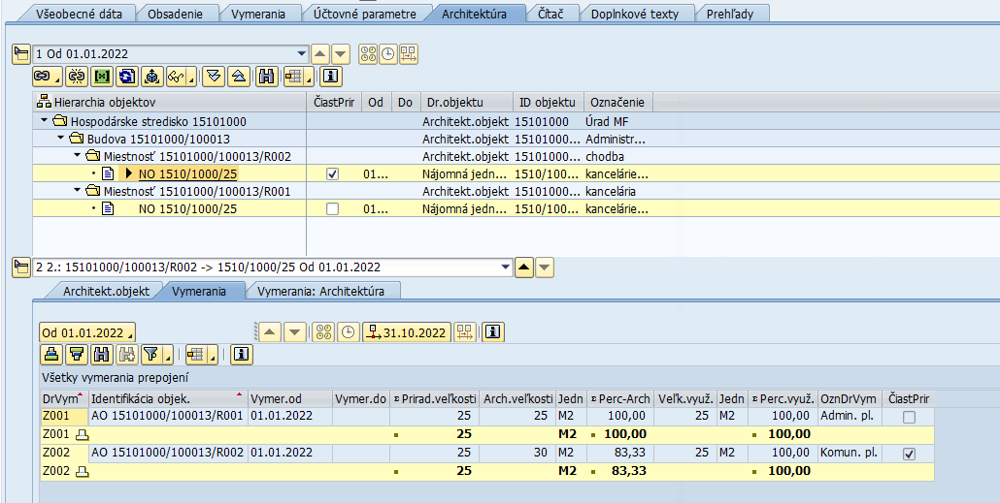 Všeobecné dáta Obsadenie Vymerania Účtovné parametre Architektúra Čítač Doplnkové texty Prehľady
1 Od 01.01.2022
Hierarchia objektov ČiastPrir Od Do Dr.objektu ID objektu Označenie
Hospodárske stredisko 15101000 Architekt.objekt 15101000 Úrad MF
Budova 15101000/100013 Architekt.objekt 15101000... Administr...
Miestnosť 15101000/100013/R002 Architekt.objekt 15101000... chodba
NO 1510/1000/25 01... Nájomná jedn... 1510/100... kancelárie...
Miestnosť 15101000/100013/R001 Architekt.objekt 15101000... kancelária
NO 1510/1000/25 01... Nájomná jedn... 1510/100... kancelárie...
2 2.: 15101000/100013/R002 -> 1510/1000/25 Od 01.01.2022
Architekt.objekt Vymerania Vymerania: Architektúra
Od 01.01.2022 31.10.2022
Všetky vymerania prepojení
DrVym Identifikácia objek. Vymer.od Vymer.do Σ Prirad.veľkosti Arch.veľkosti Jedn Σ Perc-Arch Veľk.využ. Jedn Σ Perc.využ. OznDrVym ČiastPrir
Z001 AO 15101000/100013/R001 01.01.2022 25 25 M2 100,00 25 M2 100,00 Admin. pl.
Z001 25 M2 100,00 100,00
Z002 AO 15101000/100013/R002 01.01.2022 25 30 M2 83,33 25 M2 100,00 Komun. pl.
Z002 25 M2 83,33 100,00